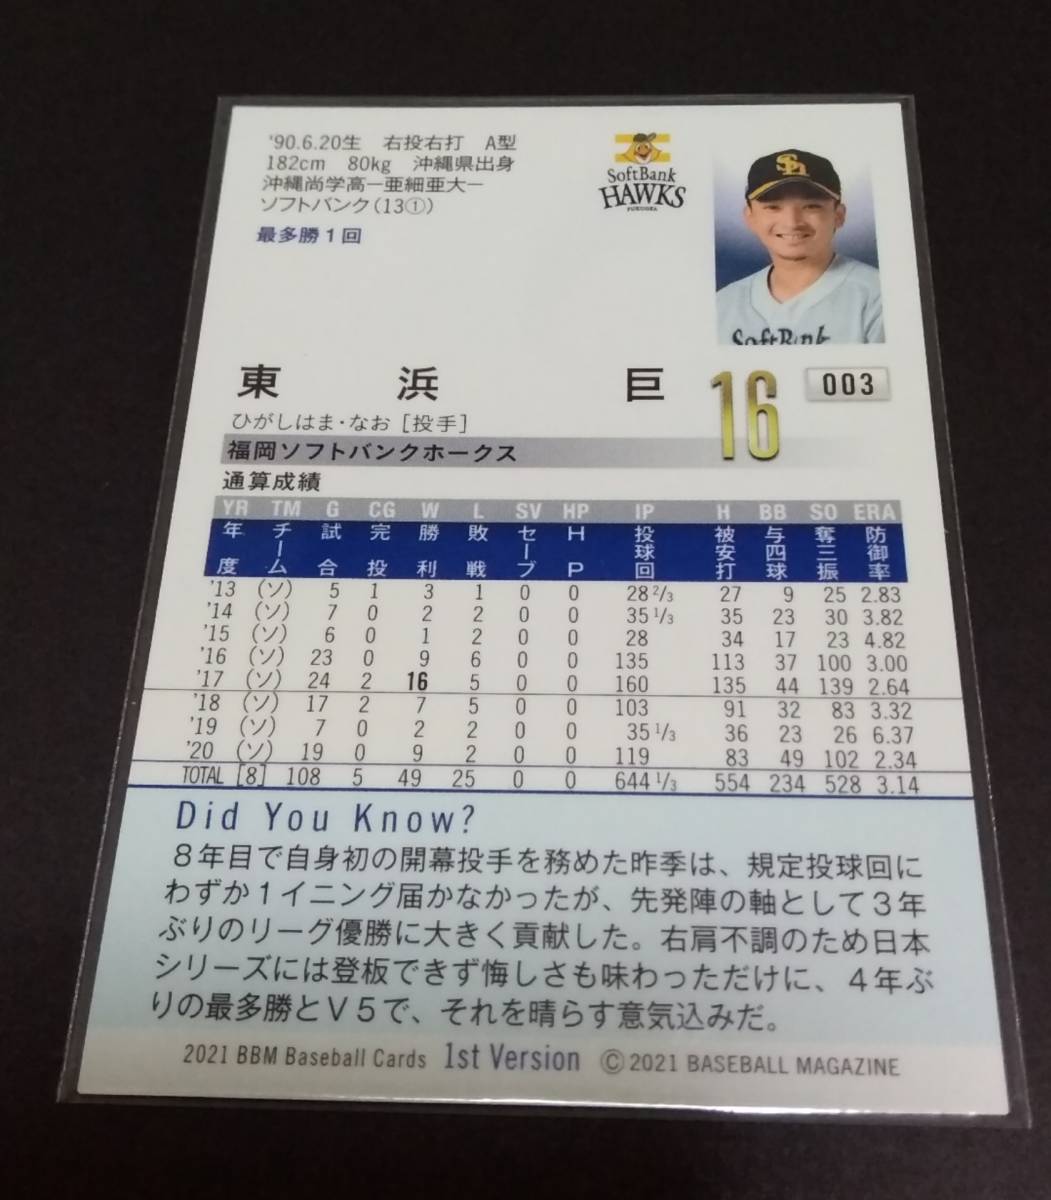 '90.6.20生 右投右打 A型
182cm 80kg 沖縄県出身
沖縄尚学高ー亜細亜大ー
ソフトバンク(13①)
最多勝1回
SoftBank
HAWKS
FUKUOKA
SL
SoftBank
東浜 巨
16
003
ひがしはま・なお [投手]
福岡ソフトバンクホークス
通算成績
YR TM G CG W L SV HP IP H BB SO ERA
年度 チーム 試合 完投 勝利 敗戦 セーブ HP 投球回 被安打 与四球 奪三振 防御率
'13 (ソ) 5 1 3 1 0 0 28 2/3 27 9 25 2.83
'14 (ソ) 7 0 2 2 0 0 35 1/3 35 23 30 3.82
'15 (ソ) 6 0 1 2 0 0 28 34 17 23 4.82
'16 (ソ) 23 0 9 6 0 0 135 113 37 100 3.00
'17 (ソ) 24 2 16 5 0 0 160 135 44 139 2.64
'18 (ソ) 17 2 7 5 0 0 103 91 32 83 3.32
'19 (ソ) 7 0 2 2 0 0 35 1/3 36 23 26 6.37
'20 (ソ) 19 0 9 2 0 0 119 83 49 102 2.34
TOTAL [8] 108 5 49 25 0 0 644 1/3 554 234 528 3.14
Did You Know?
8年目で自身初の開幕投手を務めた昨季は、規定投球回に
わずか1イニング届かなかったが、先発陣の軸として3年
ぶりのリーグ優勝に大きく貢献した。右肩不調のため日本
シリーズには登板できず悔しさも味わっただけに、4年ぶ
りの最多勝とV5で、それを晴らす意気込みだ。
2021 BBM Baseball Cards 1st Version ©2021 BASEBALL MAGAZINE